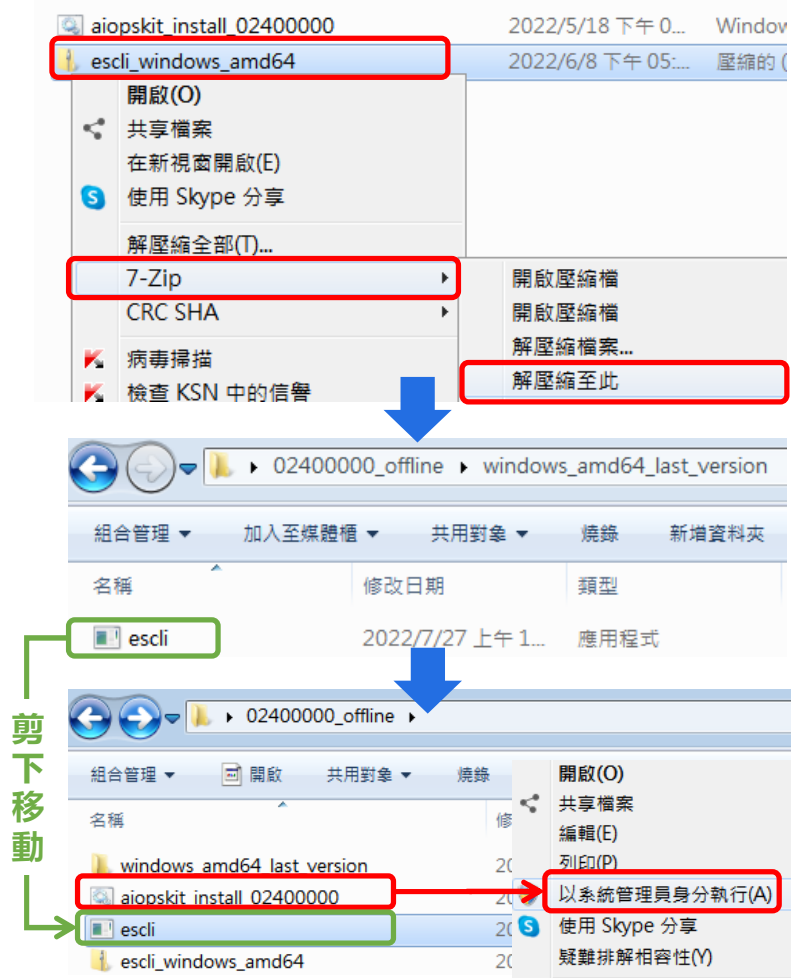 aiopskit_install_02400000 2022/5/18 下午 0... Window
escli_windows_amd64 2022/6/8 下午 05:... 壓縮的 (
開啟(O)
共享檔案
在新視窗開啟(E)
使用 Skype 分享
解壓縮全部(T)...
7-Zip
CRC SHA
病毒掃描
檢查 KSN 中的信譽
開啟壓縮檔
開啟壓縮檔
解壓縮檔案...
解壓縮至此
02400000_offline windows_amd64_last_version
組合管理 加入至媒體櫃 共用對象 燒錄 新增資料夾
名稱 修改日期 類型
escli 2022/7/27 上午 1... 應用程式
剪下移動
02400000_offline
組合管理 開啟 共用對象 燒錄
名稱 修
windows_amd64_last_version 20
aiopskit_install_02400000 20
escli 20
escli_windows_amd64 20
開啟(O)
共享檔案
編輯(E)
列印(P)
以系統管理員身分執行(A)
使用 Skype 分享
疑難排解相容性(Y)